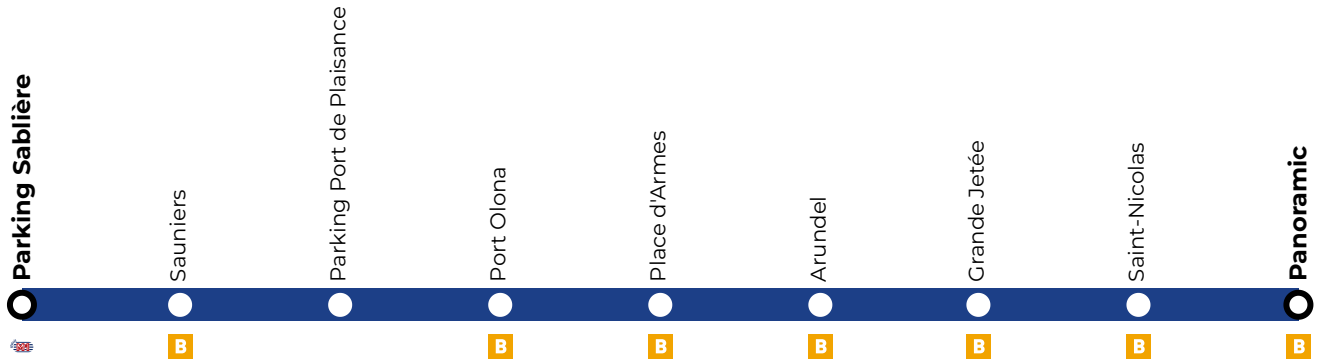 Parking Sablière
Sauniers
Parking Port de Plaisance
Port Olona
Place d'Armes
Arundel
Grande Jetée
Saint-Nicolas
Panoramic
B
B
B
B
B
B
B